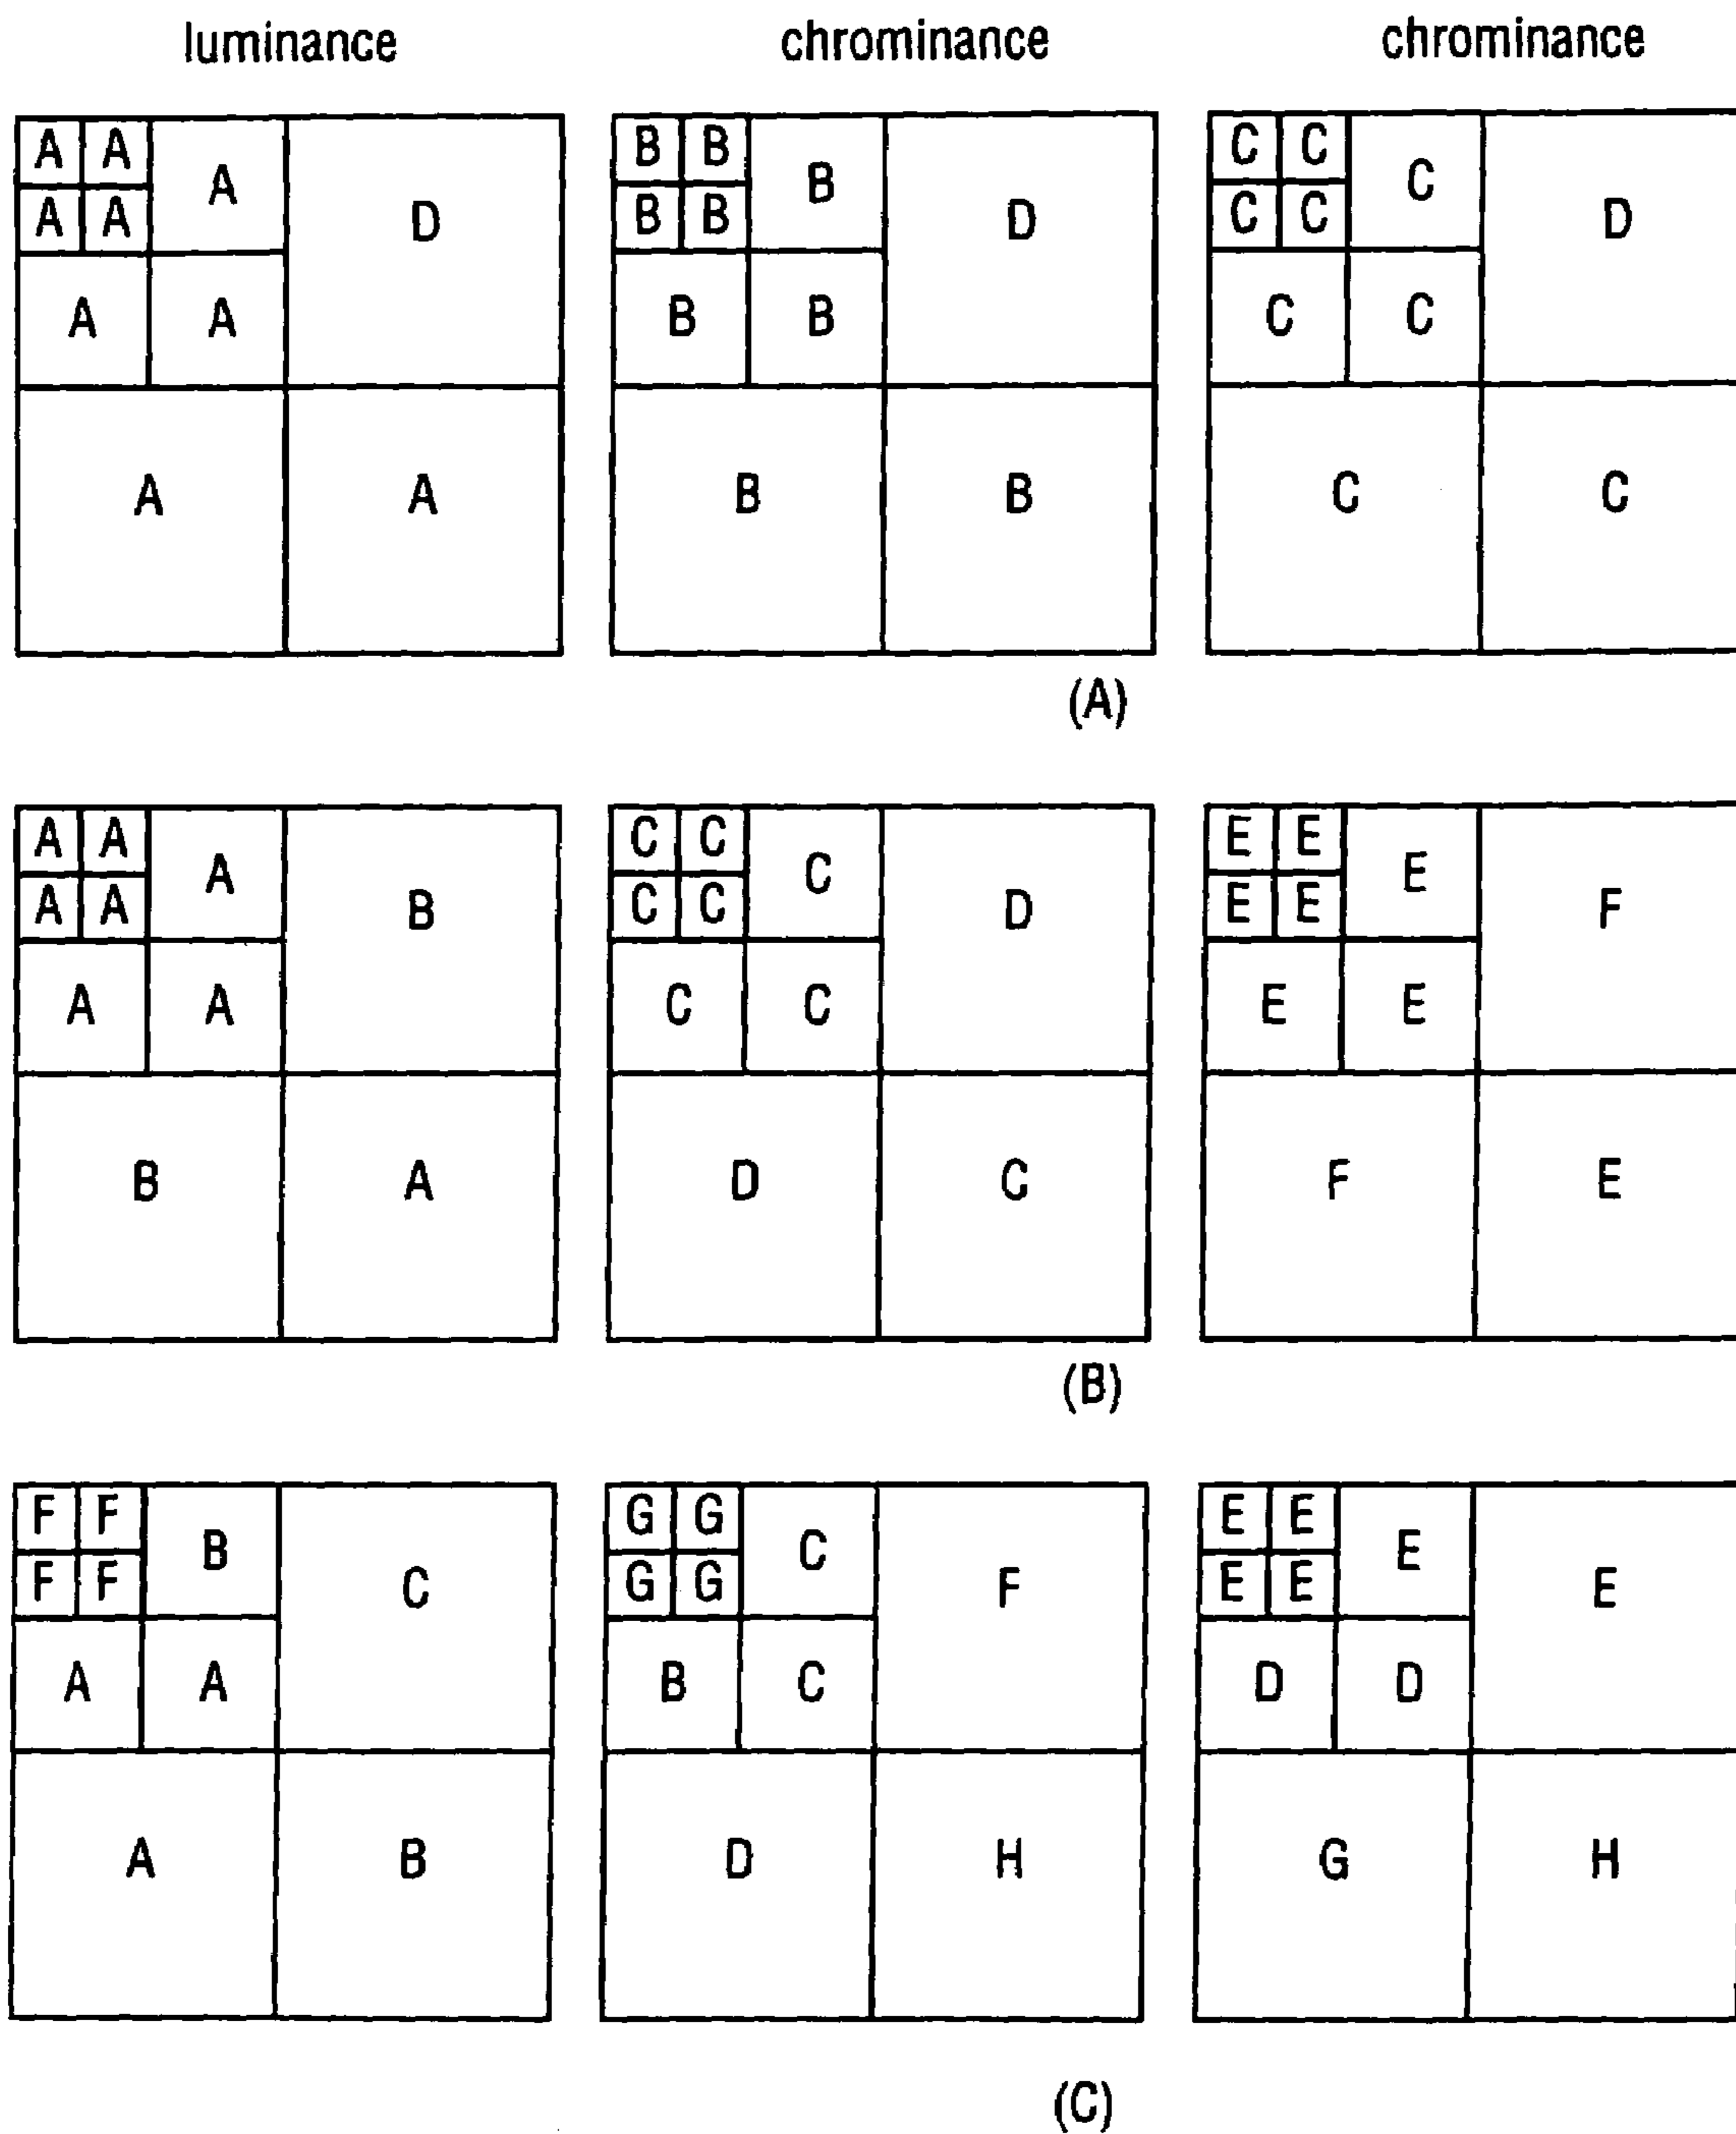 luminance chrominance chrominance
A A A D B B B D C C C D
A A B B C C
A A B B C C
A A B B C C
(A)
A A A B C C C D E E E F
A A C C E E
A A C C E E
B A D C F E
(B)
F F B C G G C F E E E E
F F G G E E
A A B C D D
A B D H G H
(C)